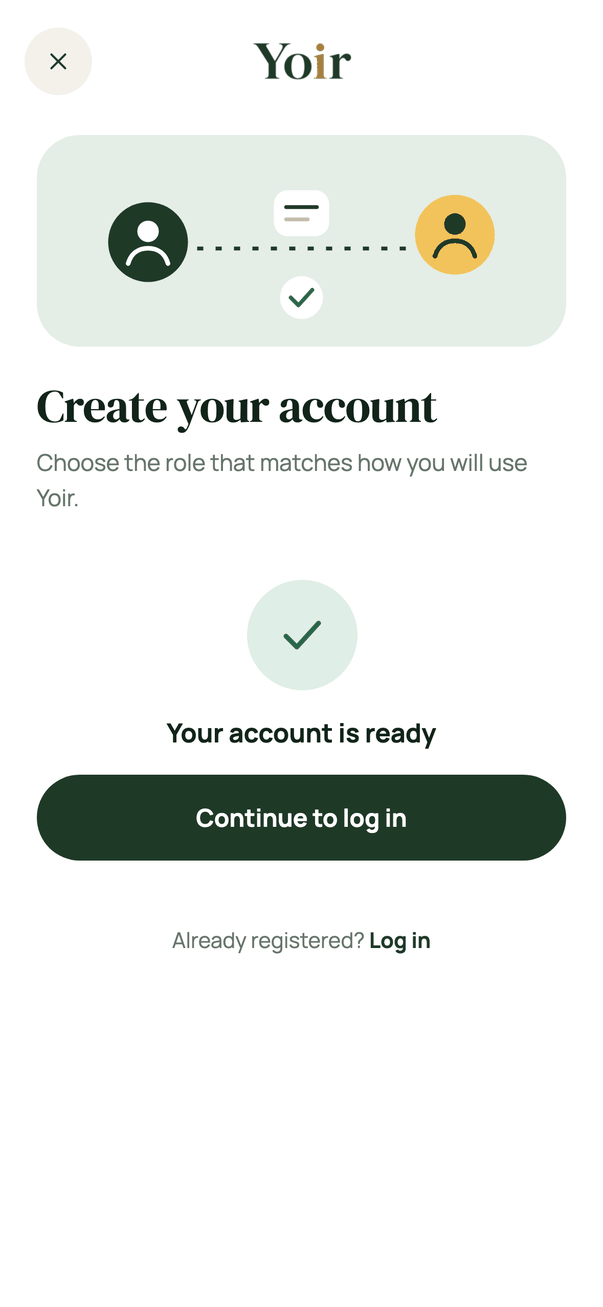 Yoir
Create your account
Choose the role that matches how you will use
Yoir.
Your account is ready
Continue to log in
Already registered? Log in